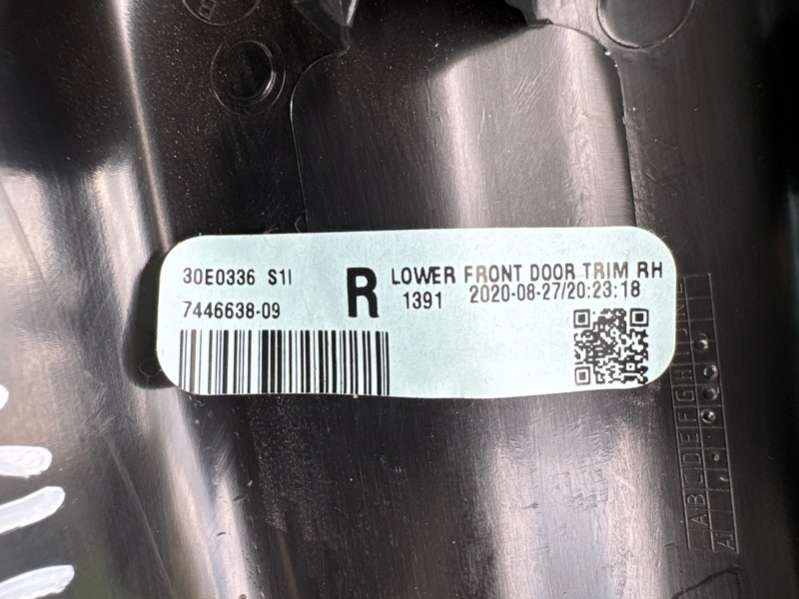 30E0336 S1I
7446638-09
R
LOWER FRONT DOOR TRIM RH
1391 2020-08-27/20:23:18